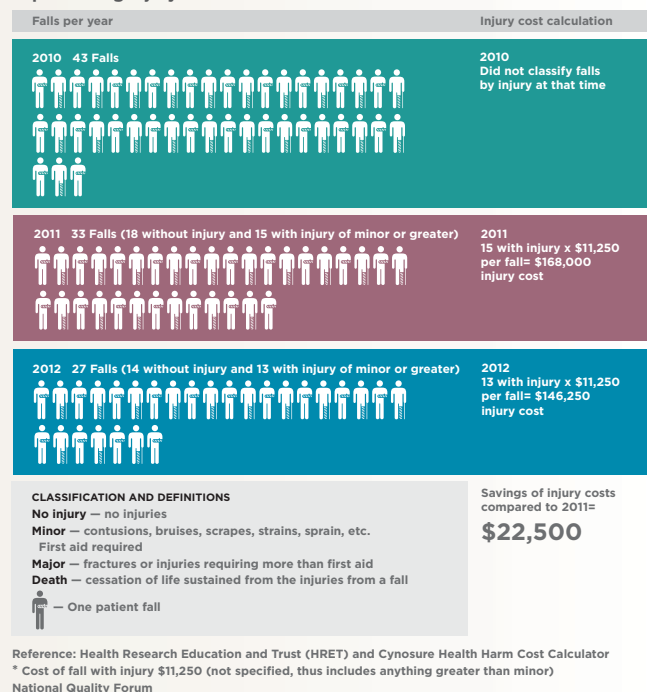 Falls per year
Injury cost calculation
2010 43 Falls
2010
Did not classify falls
by injury at that time
2011 33 Falls (18 without injury and 15 with injury of minor or greater)
2011
15 with injury x $11,250
per fall= $168,000
injury cost
2012 27 Falls (14 without injury and 13 with injury of minor or greater)
2012
13 with injury x $11,250
per fall= $146,250
injury cost
CLASSIFICATION AND DEFINITIONS
No injury — no injuries
Minor — contusions, bruises, scrapes, strains, sprain, etc.
First aid required
Major — fractures or injuries requiring more than first aid
Death — cessation of life sustained from the injuries from a fall
— One patient fall
Savings of injury costs
compared to 2011=
$22,500
Reference: Health Research Education and Trust (HRET) and Cynosure Health Harm Cost Calculator
* Cost of fall with injury $11,250 (not specified, thus includes anything greater than minor)
National Quality Forum